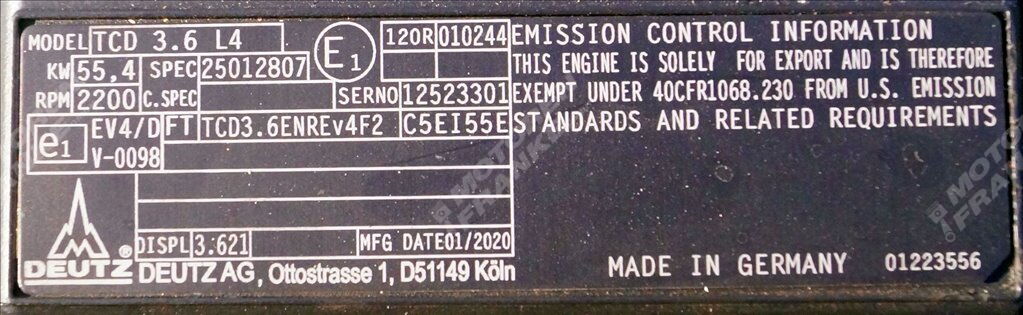 MODEL TCD 3.6 L4
KW 55,4 SPEC 25012807
RPM 2200 C.SPEC SERNO 12523301
E1 120R 010244
e1 EV4/D FT TCD3.6ENREv4F2 C5EI55E
V-0098
DISPL 3.621 MFG DATE 01/2020
DEUTZ ®
DEUTZ AG, Ottostrasse 1, D51149 Köln
EMISSION CONTROL INFORMATION
THIS ENGINE IS SOLELY FOR EXPORT AND IS THEREFORE
EXEMPT UNDER 40CFR1068.230 FROM U.S. EMISSION
STANDARDS AND RELATED REQUIREMENTS
MADE IN GERMANY 01223556